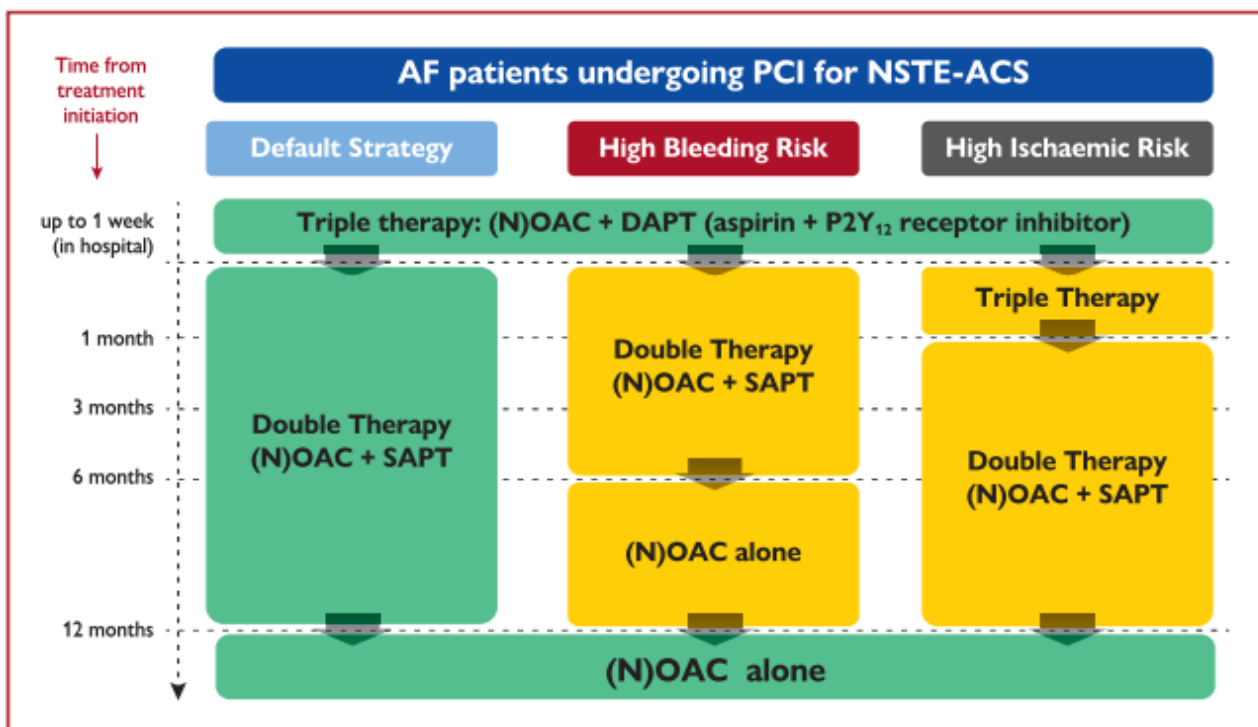 Time from
treatment
initiation
AF patients undergoing PCI for NSTE-ACS
Default Strategy
High Bleeding Risk
High Ischaemic Risk
up to 1 week
(in hospital)
Triple therapy: (N)OAC + DAPT (aspirin + P2Y₁₂ receptor inhibitor)
Triple Therapy
1 month
Double Therapy
(N)OAC + SAPT
3 months
Double Therapy
(N)OAC + SAPT
6 months
Double Therapy
(N)OAC + SAPT
(N)OAC alone
12 months
(N)OAC alone